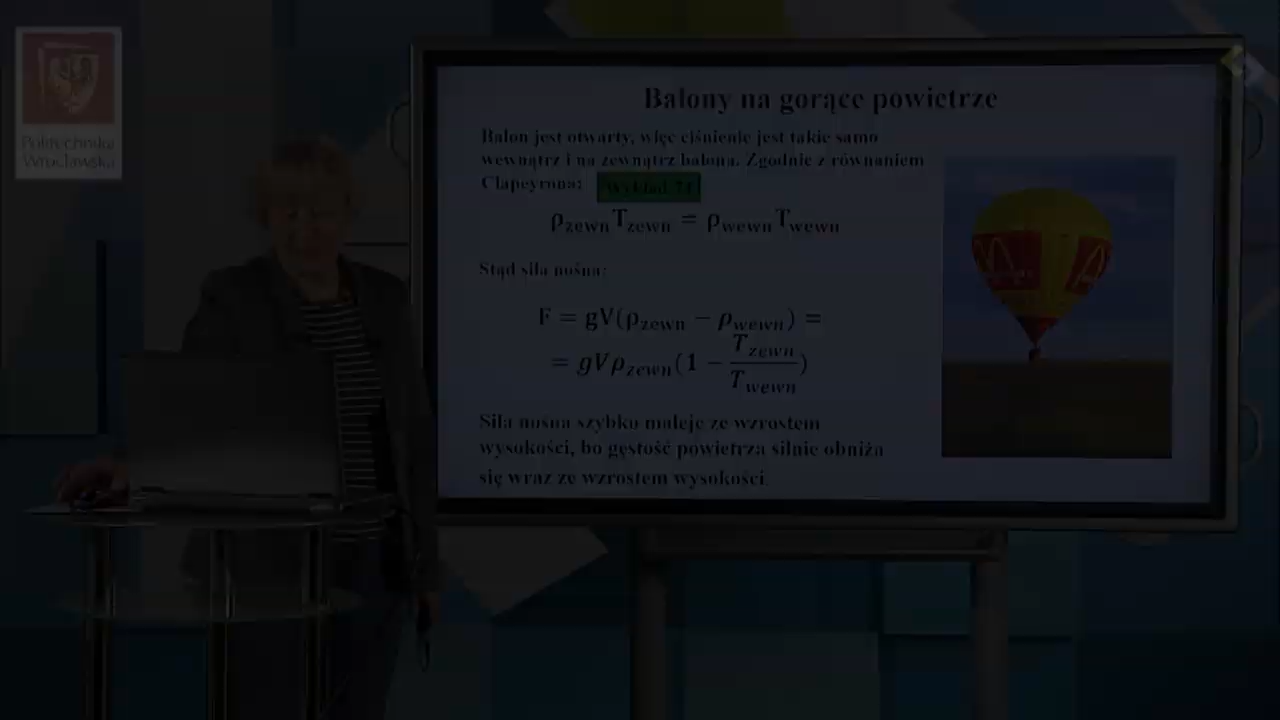 Politechnika
Wrocławska
Balony na gorące powietrze
Balon jest otwarty, więc ciśnienie jest takie samo
wewnątrz i na zewnątrz balonu. Zgodnie z równaniem
Clapeyrona: Wykład
ρzewnTzewn = ρwewnTwewn
Stąd siła nośna:
F = gV(ρzewn − ρwewn) =
= gVρzewn(1 − Tzewn/Twewn)
Siła nośna szybko maleje ze wzrostem
wysokości, bo gęstość powietrza silnie obniża
się wraz ze wzrostem wysokości.